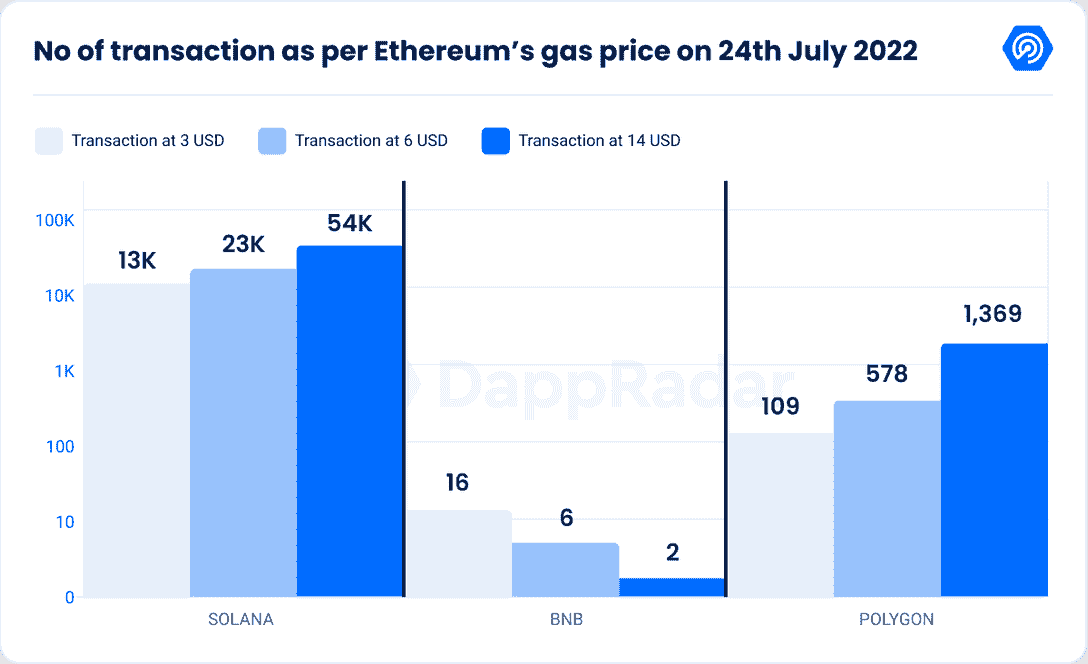 No of transaction as per Ethereum's gas price on 24th July 2022
Transaction at 3 USD Transaction at 6 USD Transaction at 14 USD
100K
10K
1K
100
10
0
13K
23K
54K
16
6
2
109
578
1,369
DappRadar
SOLANA BNB POLYGON